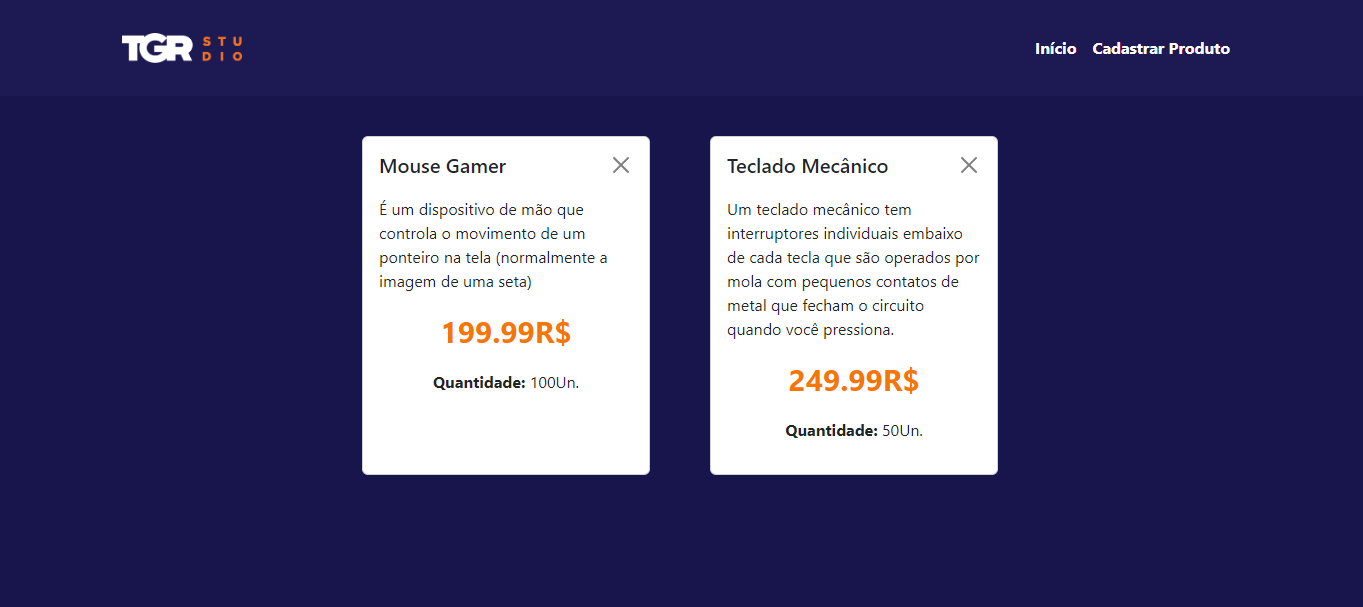 TGR STU
DIO
Início Cadastrar Produto
Mouse Gamer
É um dispositivo de mão que
controla o movimento de um
ponteiro na tela (normalmente a
imagem de uma seta)
199.99R$
Quantidade: 100Un.
Teclado Mecânico
Um teclado mecânico tem
interruptores individuais embaixo
de cada tecla que são operados por
mola com pequenos contatos de
metal que fecham o circuito
quando você pressiona.
249.99R$
Quantidade: 50Un.